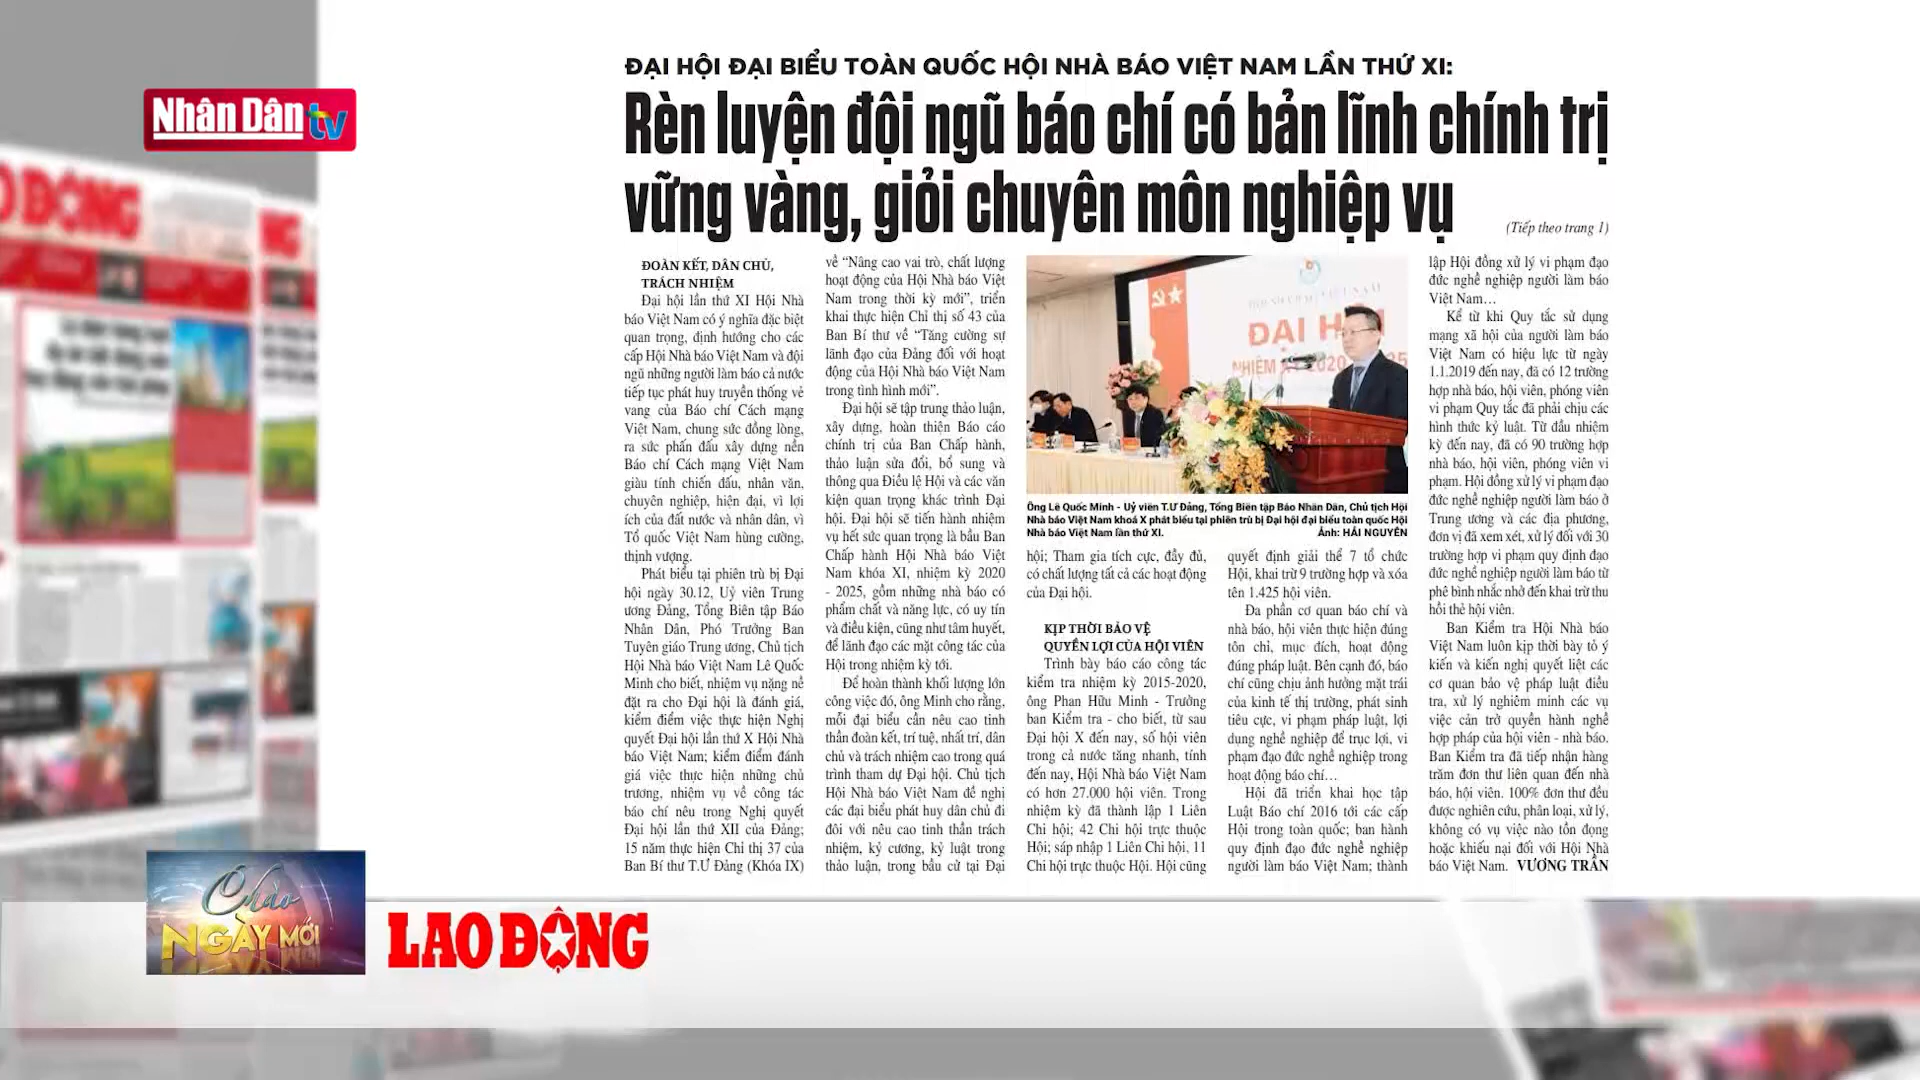 Nhân Dân tv
ĐẠI HỘI ĐẠI BIỂU TOÀN QUỐC HỘI NHÀ BÁO VIỆT NAM LẦN THỨ XI:
Rèn luyện đội ngũ báo chí có bản lĩnh chính trị
vững vàng, giỏi chuyên môn nghiệp vụ
(Tiếp theo trang 1)
ĐOÀN KẾT, DÂN CHỦ,
TRÁCH NHIỆM
Đại hội lần thứ XI Hội Nhà
báo Việt Nam có ý nghĩa đặc biệt
quan trọng, định hướng cho các
cấp Hội Nhà báo Việt Nam và đội
ngũ những người làm báo cả nước
tiếp tục phát huy truyền thống vẻ
vang của Báo chí Cách mạng
Việt Nam, chung sức đồng lòng,
ra sức phấn đấu xây dựng nền
Báo chí Cách mạng Việt Nam
giàu tính chiến đấu, nhân văn,
chuyên nghiệp, hiện đại, vì lợi
ích của đất nước và nhân dân, vì
Tổ quốc Việt Nam hùng cường,
thịnh vượng.
Phát biểu tại phiên trù bị Đại
hội ngày 30.12, Uỷ viên Trung
ương Đảng, Tổng Biên tập Báo
Nhân Dân, Phó Trưởng Ban
Tuyên giáo Trung ương, Chủ tịch
Hội Nhà báo Việt Nam Lê Quốc
Minh cho biết, nhiệm vụ nặng nề
đặt ra cho Đại hội là đánh giá,
kiểm điểm việc thực hiện Nghị
quyết Đại hội lần thứ X Hội Nhà
báo Việt Nam; kiểm điểm đánh
giá việc thực hiện những chủ
trương, nhiệm vụ về công tác
báo chí nêu trong Nghị quyết
Đại hội lần thứ XII của Đảng;
15 năm thực hiện Chỉ thị 37 của
Ban Bí thư T.Ư Đảng (Khóa IX)
về “Nâng cao vai trò, chất lượng
hoạt động của Hội Nhà báo Việt
Nam trong thời kỳ mới”, triển
khai thực hiện Chỉ thị số 43 của
Ban Bí thư về “Tăng cường sự
lãnh đạo của Đảng đối với hoạt
động của Hội Nhà báo Việt Nam
trong tình hình mới”.
Đại hội sẽ tập trung thảo luận,
xây dựng, hoàn thiện Báo cáo
chính trị của Ban Chấp hành,
thảo luận sửa đổi, bổ sung và
thông qua Điều lệ Hội và các văn
kiện quan trọng khác trình Đại
hội. Đại hội sẽ tiến hành nhiệm
vụ hết sức quan trọng là bầu Ban
Chấp hành Hội Nhà báo Việt
Nam khóa XI, nhiệm kỳ 2020
- 2025, gồm những nhà báo có
phẩm chất và năng lực, có uy tín
và điều kiện, cũng như tâm huyết,
để lãnh đạo các mặt công tác của
Hội trong nhiệm kỳ tới.
Để hoàn thành khối lượng lớn
công việc đó, ông Minh cho rằng,
mỗi đại biểu cần nêu cao tinh
thần đoàn kết, trí tuệ, nhất trí, dân
chủ và trách nhiệm cao trong quá
trình tham dự Đại hội. Chủ tịch
Hội Nhà báo Việt Nam đề nghị
các đại biểu phát huy dân chủ đi
đôi với nêu cao tinh thần trách
nhiệm, kỷ cương, kỷ luật trong
thảo luận, trong bầu cử tại Đại
ĐẠI H
Ông Lê Quốc Minh - Uỷ viên T.Ư Đảng, Tổng Biên tập Báo Nhân Dân, Chủ tịch Hội
Nhà báo Việt Nam khoá X phát biểu tại phiên trù bị Đại hội đại biểu toàn quốc Hội
Nhà báo Việt Nam lần thứ XI. Ảnh: HẢI NGUYỄN
hội; Tham gia tích cực, đầy đủ,
có chất lượng tất cả các hoạt động
của Đại hội.
KỊP THỜI BẢO VỆ
QUYỀN LỢI CỦA HỘI VIÊN
Trình bày báo cáo công tác
kiểm tra nhiệm kỳ 2015-2020,
ông Phan Hữu Minh - Trưởng
ban Kiểm tra - cho biết, từ sau
Đại hội X đến nay, số hội viên
trong cả nước tăng nhanh, tính
đến nay, Hội Nhà báo Việt Nam
có hơn 27.000 hội viên. Trong
nhiệm kỳ đã thành lập 1 Liên
Chi hội; 42 Chi hội trực thuộc
Hội; sáp nhập 1 Liên Chi hội, 11
Chi hội trực thuộc Hội. Hội cũng
quyết định giải thể 7 tổ chức
Hội, khai trừ 9 trường hợp và xóa
tên 1.425 hội viên.
Đa phần cơ quan báo chí và
nhà báo, hội viên thực hiện đúng
tôn chỉ, mục đích, hoạt động
đúng pháp luật. Bên cạnh đó, báo
chí cũng chịu ảnh hưởng mặt trái
của kinh tế thị trường, phát sinh
tiêu cực, vi phạm pháp luật, lợi
dụng nghề nghiệp để trục lợi, vi
phạm đạo đức nghề nghiệp trong
hoạt động báo chí…
Hội đã triển khai học tập
Luật Báo chí 2016 tới các cấp
Hội trong toàn quốc; ban hành
quy định đạo đức nghề nghiệp
người làm báo Việt Nam; thành
lập Hội đồng xử lý vi phạm đạo
đức nghề nghiệp người làm báo
Việt Nam…
Kể từ khi Quy tắc sử dụng
mạng xã hội của người làm báo
Việt Nam có hiệu lực từ ngày
1.1.2019 đến nay, đã có 12 trường
hợp nhà báo, hội viên, phóng viên
vi phạm Quy tắc đã phải chịu các
hình thức kỷ luật. Từ đầu nhiệm
kỳ đến nay, đã có 90 trường hợp
nhà báo, hội viên, phóng viên vi
phạm. Hội đồng xử lý vi phạm đạo
đức nghề nghiệp người làm báo ở
Trung ương và các địa phương,
đơn vị đã xem xét, xử lý đối với 30
trường hợp vi phạm quy định đạo
đức nghề nghiệp người làm báo từ
phê bình nhắc nhở đến khai trừ thu
hồi thẻ hội viên.
Ban Kiểm tra Hội Nhà báo
Việt Nam luôn kịp thời bày tỏ ý
kiến và kiến nghị quyết liệt các
cơ quan bảo vệ pháp luật điều
tra, xử lý nghiêm minh các vụ
việc cản trở quyền hành nghề
hợp pháp của hội viên - nhà báo.
Ban Kiểm tra đã tiếp nhận hàng
trăm đơn thư liên quan đến nhà
báo, hội viên. 100% đơn thư đều
được nghiên cứu, phân loại, xử lý,
không có vụ việc nào tồn đọng
hoặc khiếu nại đối với Hội Nhà
báo Việt Nam. VƯƠNG TRẦN
Chào
NGÀY MỚI
LAO ĐỘNG